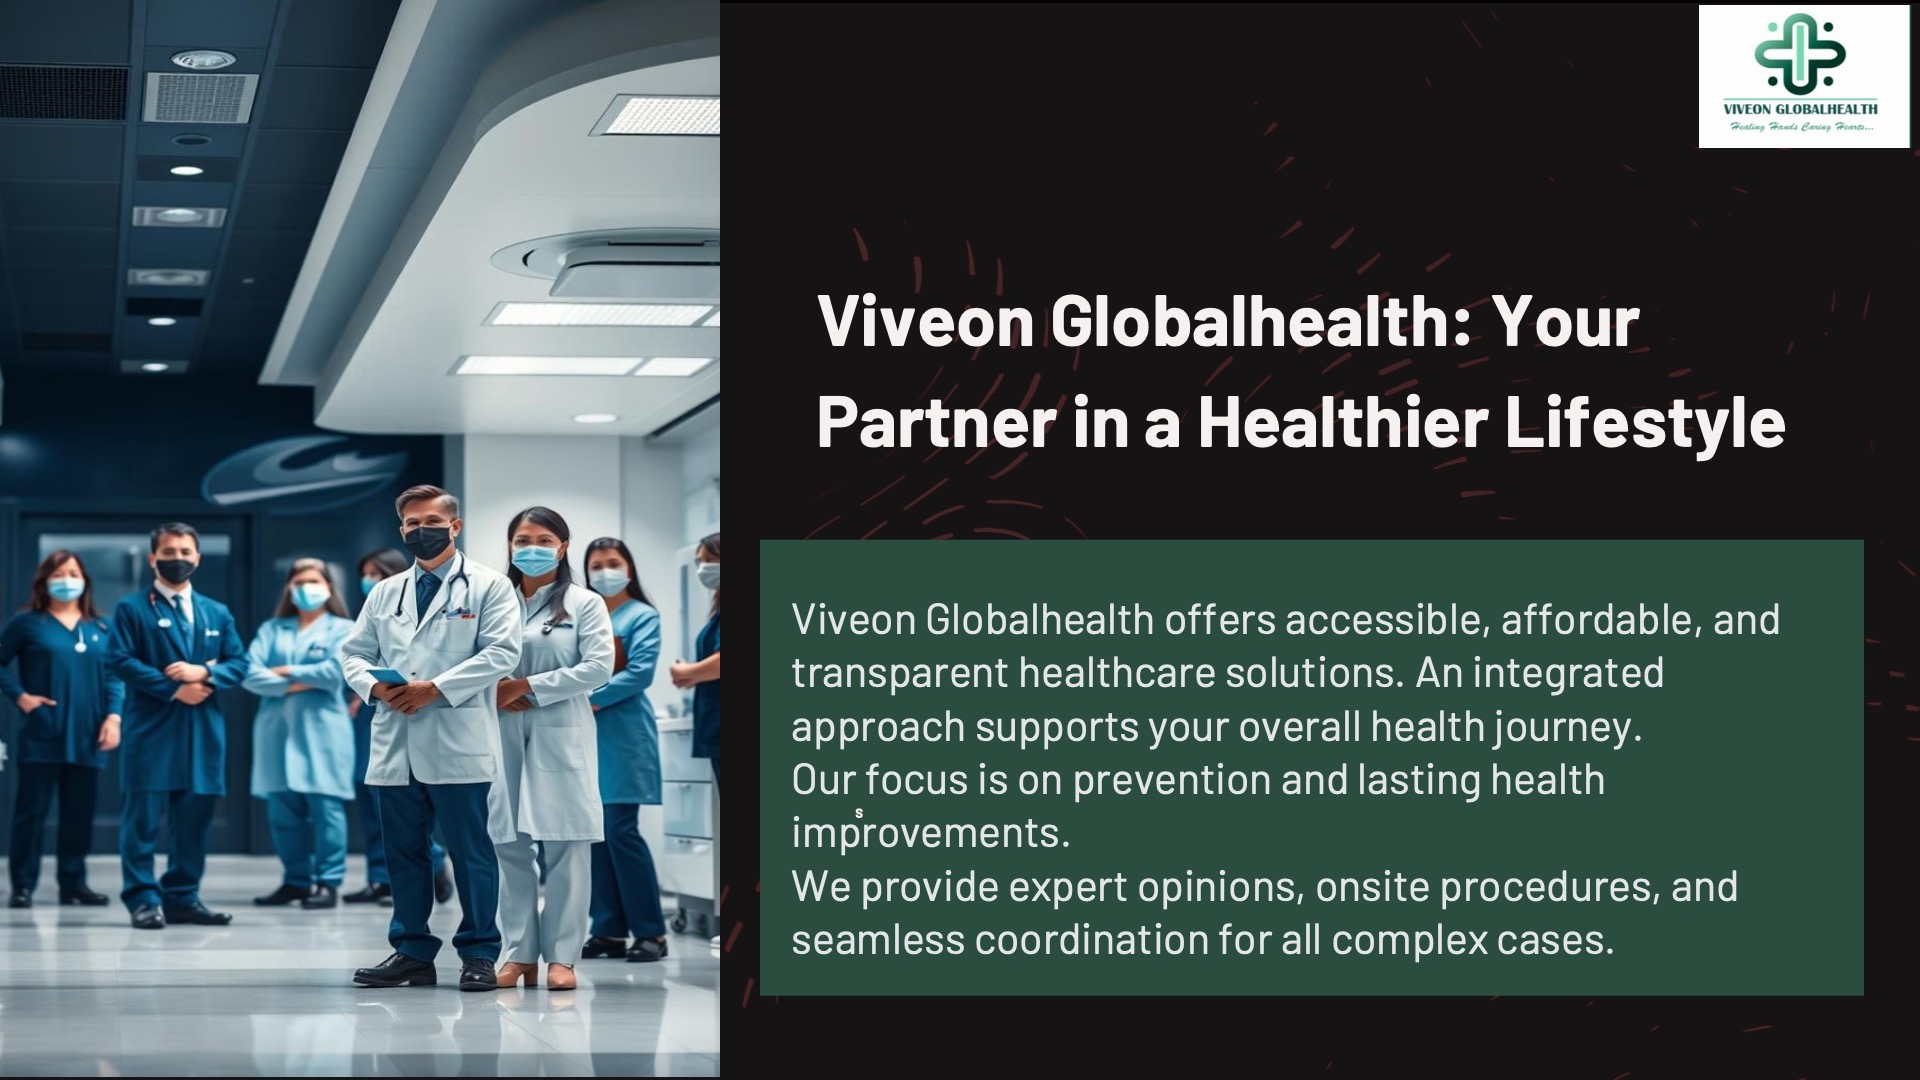 VIVEON GLOBALHEALTH
Healing Hands Caring Hearts...
Viveon Globalhealth: Your
Partner in a Healthier Lifestyle
Viveon Globalhealth offers accessible, affordable, and
transparent healthcare solutions. An integrated
approach supports your overall health journey.
Our focus is on prevention and lasting health
s
improvements.
We provide expert opinions, onsite procedures, and
seamless coordination for all complex cases.